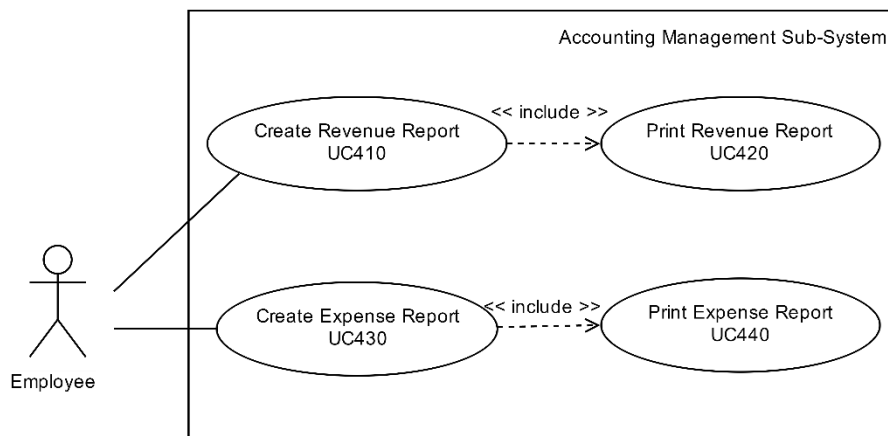 Accounting Management Sub-System
<< include >>
Create Revenue Report
UC410
Print Revenue Report
UC420
<< include >>
Create Expense Report
UC430
Print Expense Report
UC440
Employee